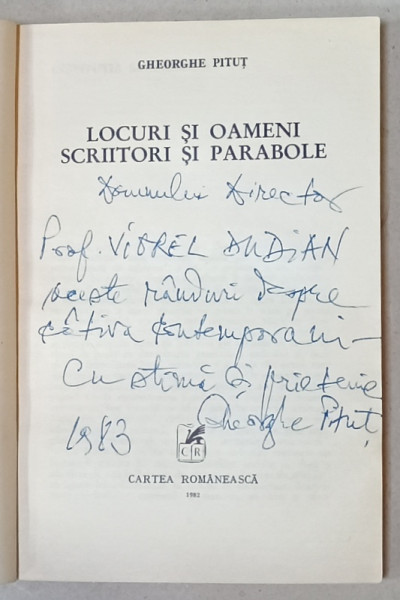 GHEORGHE PITUȚ
LOCURI ȘI OAMENI
SCRIITORI ȘI PARABOLE
Domnului Director
Prof. VIOREL DUDIAN
aceste rânduri despre
câțiva contemporani –
Cu stimă și prietenie
Gheorghe Pituț
1983
CR
CARTEA ROMÂNEASCĂ
1982